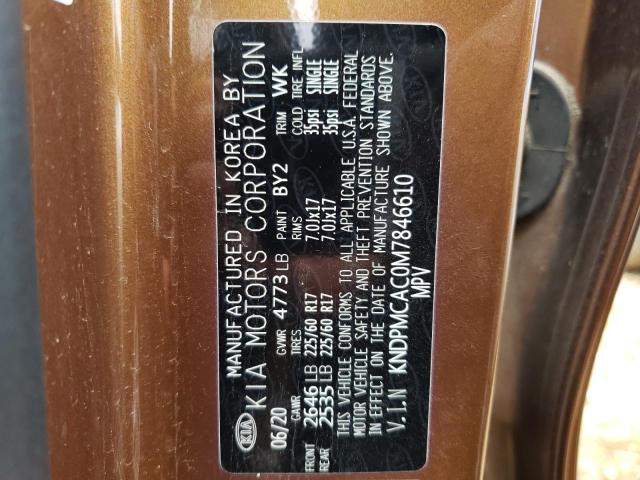 KIA MANUFACTURED IN KOREA BY
KIA MOTORS CORPORATION
06/20 GVWR 4773LB PAINT BY2 TRIM WK
GAWR TIRES RIMS COLD TIRE INFL
FRONT 2646LB 225/60 R17 7.0Jx17 35psi SINGLE
REAR 2535LB 225/60 R17 7.0Jx17 35psi SINGLE
THIS VEHICLE CONFORMS TO ALL APPLICABLE U.S.A. FEDERAL
MOTOR VEHICLE SAFETY AND THEFT PREVENTION STANDARDS
IN EFFECT ON THE DATE OF MANUFACTURE SHOWN ABOVE.
V.I.N KNDPMCAC0M7846610
MPV